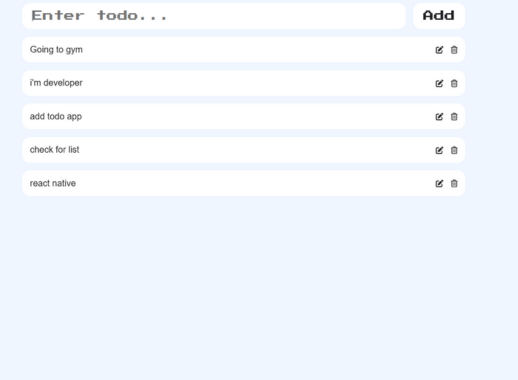 Enter todo...
Add
Going to gym
i'm developer
add todo app
check for list
react native